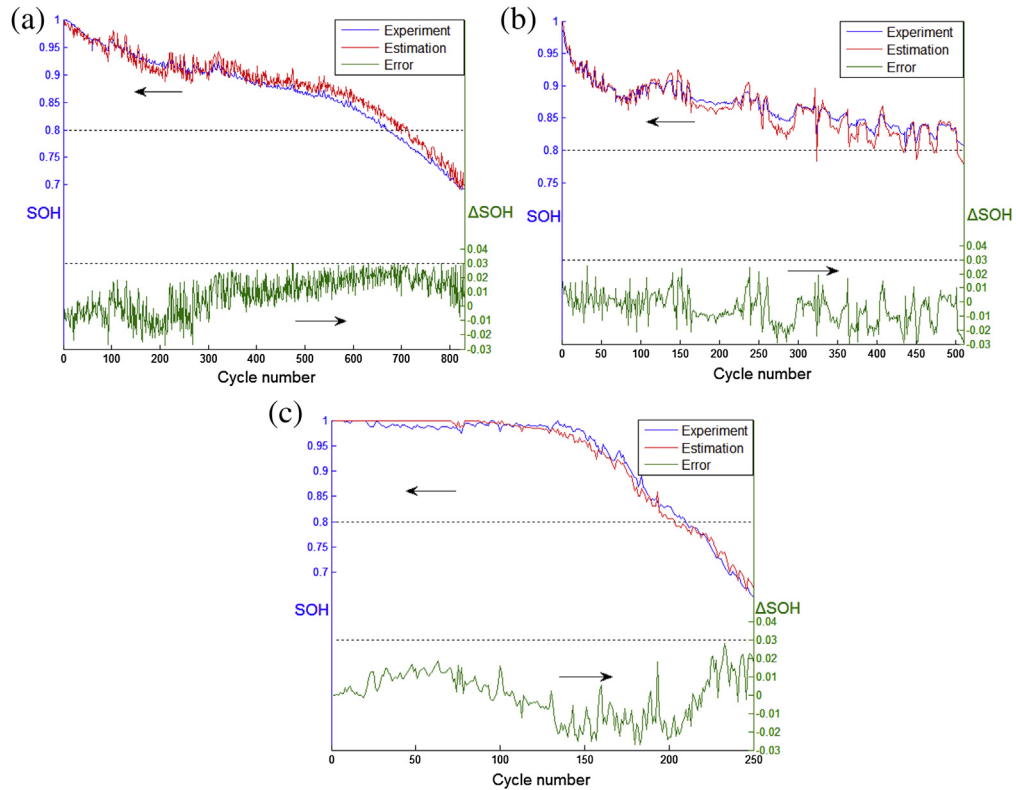 (a)
Experiment
Estimation
Error
1
0.95
0.9
0.85
0.8
0.75
0.7
SOH
ΔSOH
0.04
0.03
0.02
0.01
-0.01
-0.02
-0.03
0 100 200 300 400 500 600 700 800
Cycle number
(b)
Experiment
Estimation
Error
1
0.95
0.9
0.85
0.8
0.75
SOH
ΔSOH
0.04
0.03
0.02
0.01
0
-0.01
-0.02
-0.03
0 50 100 150 200 250 300 350 400 450 500
Cycle number
(c)
Experiment
Estimation
Error
1
0.95
0.9
0.85
0.8
0.7
SOH
ΔSOH
0.04
0.03
0.02
0.01
0
-0.01
-0.02
-0.03
0 50 100 150 200 250
Cycle number